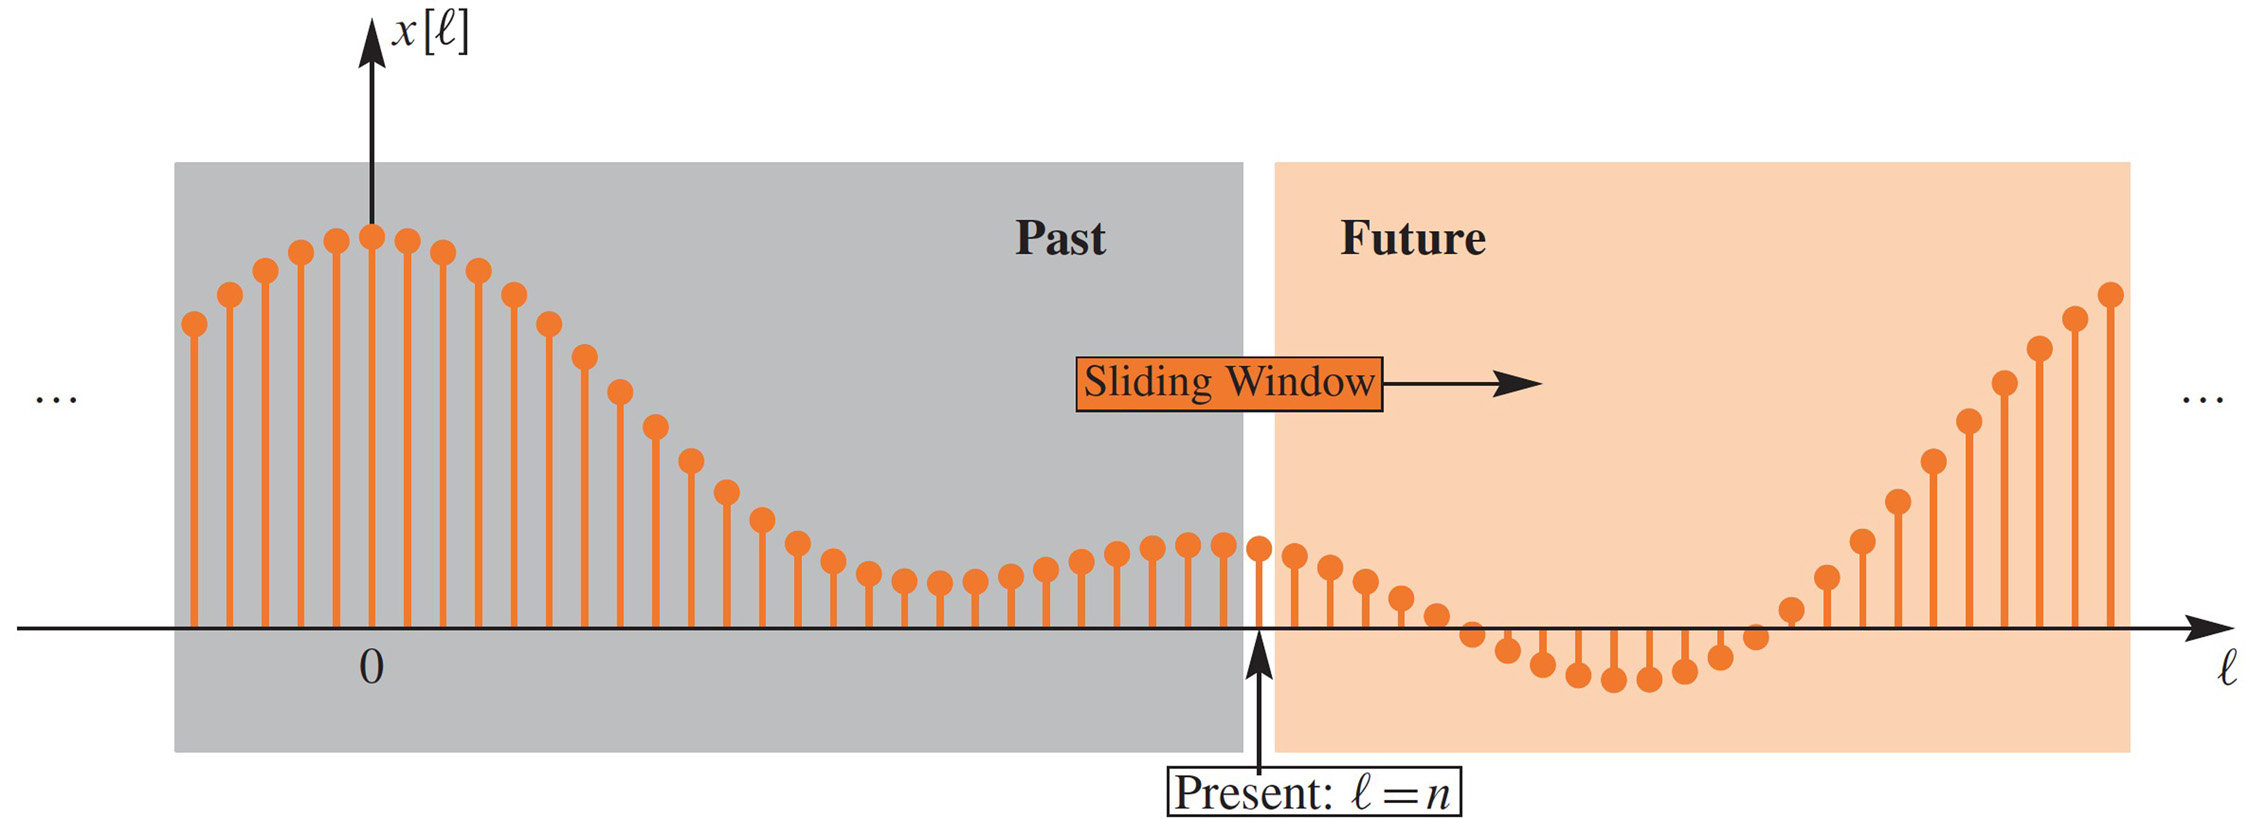 x[ℓ]
Past
Future
Sliding Window
...
...
0
ℓ
Present: ℓ = n